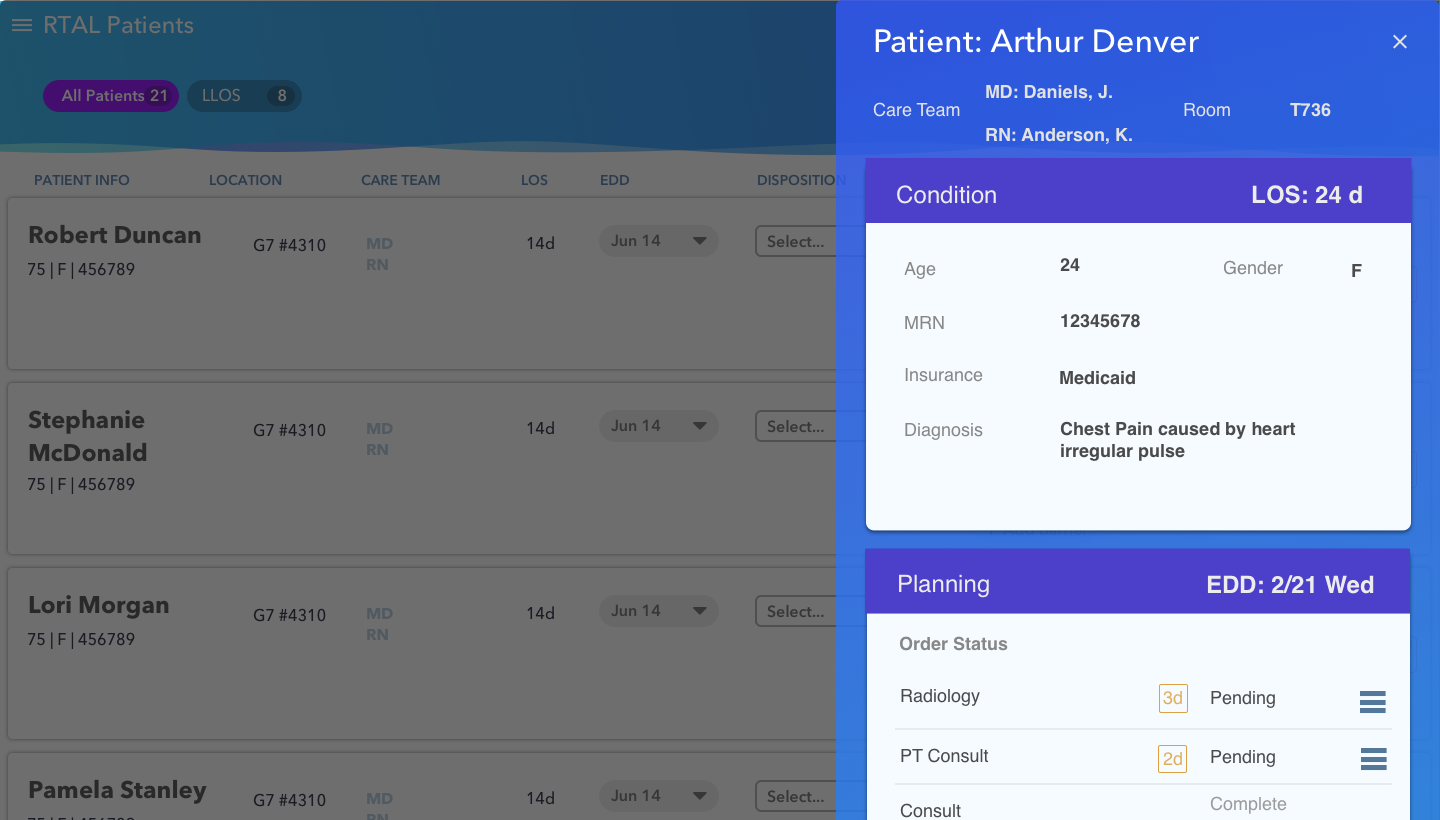 RTAL Patients
All Patients 21
LLOS 8
PATIENT INFO LOCATION CARE TEAM LOS EDD DISPOSITION
Robert Duncan
75 | F | 456789
G7 #4310
MD
RN
14d
Jun 14
Select...
Stephanie
McDonald
75 | F | 456789
G7 #4310
MD
RN
14d
Jun 14
Select...
Lori Morgan
75 | F | 456789
G7 #4310
MD
RN
14d
Jun 14
Select...
Pamela Stanley
G7 #4310
MD
RN
14d
Jun 14
Select...
Patient: Arthur Denver
Care Team
MD: Daniels, J.
RN: Anderson, K.
Room T736
Condition LOS: 24 d
Age 24 Gender F
MRN 12345678
Insurance Medicaid
Diagnosis Chest Pain caused by heart
irregular pulse
Planning EDD: 2/21 Wed
Order Status
Radiology 3d Pending
PT Consult 2d Pending
Consult Complete